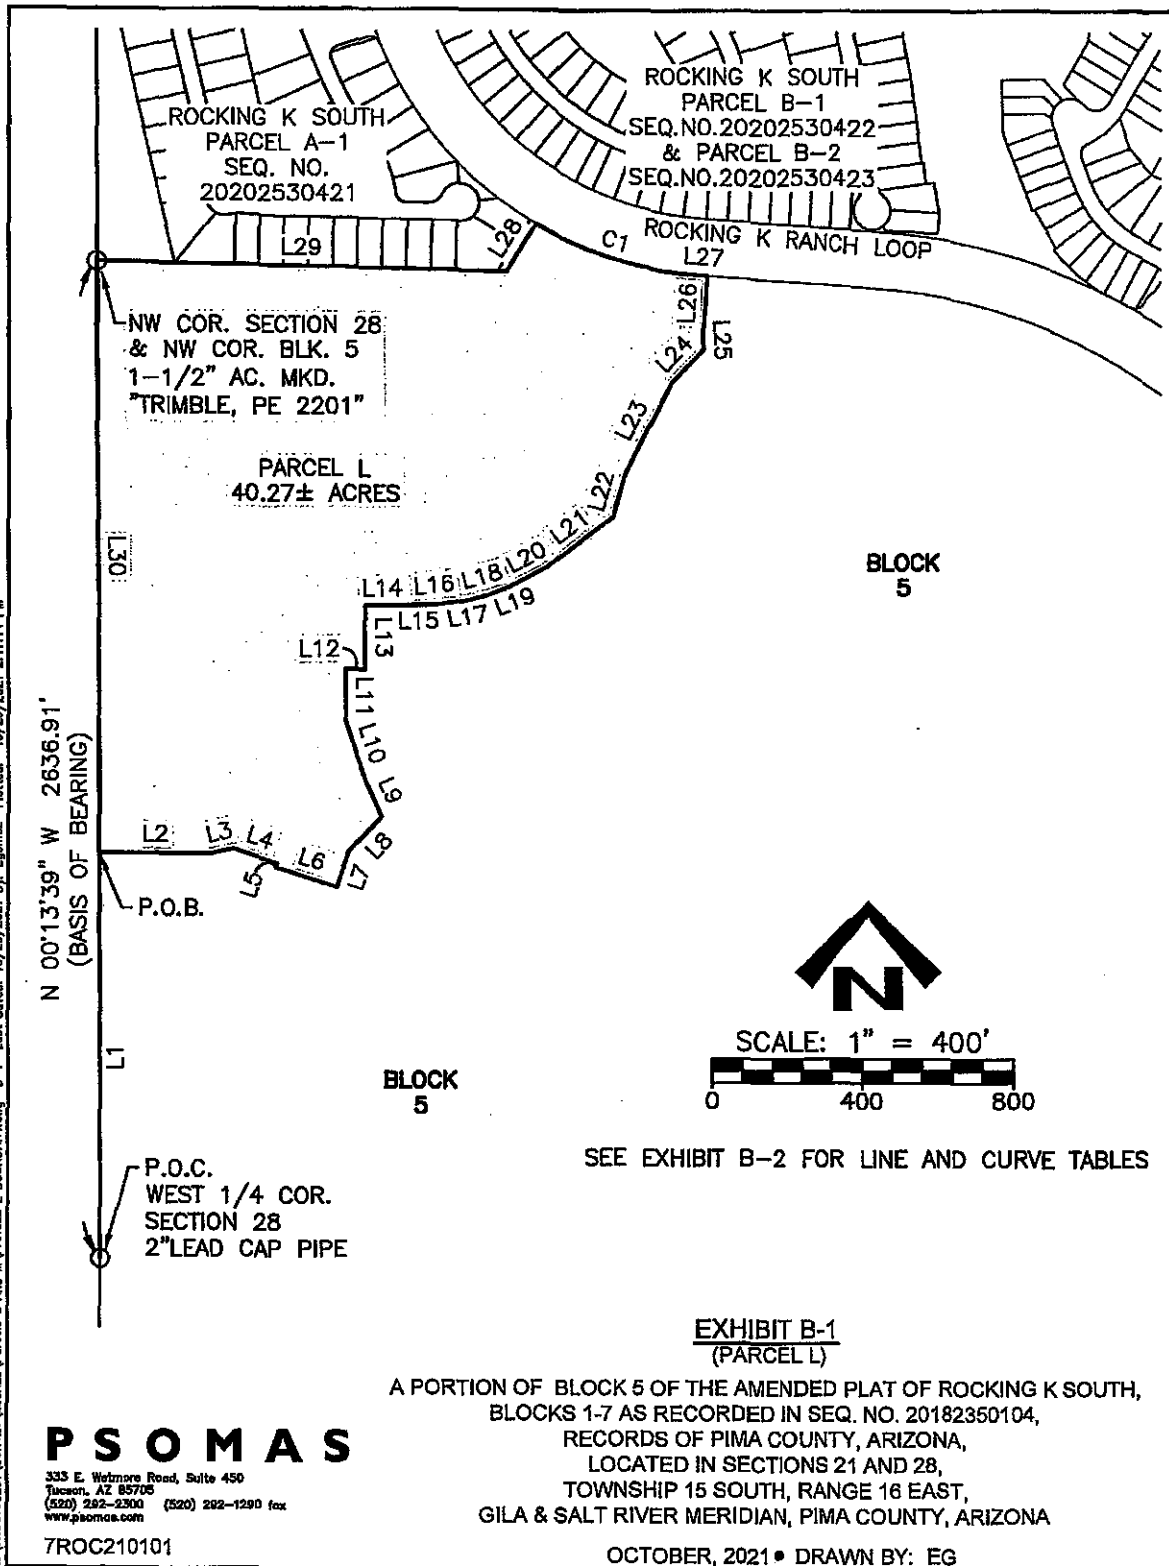 ROCKING K SOUTH
PARCEL A-1
SEQ. NO.
20202530421
ROCKING K SOUTH
PARCEL B-1
SEQ.NO.20202530422
& PARCEL B-2
SEQ.NO.20202530423
L29
L28
C1
ROCKING K RANCH LOOP
L27
L26
L25
L24
L23
L22
L21
L20
L19
L18
L17
L16
L15
L14
L13
L12
L11
L10
L9
L8
L7
L6
L5
L4
L3
L2
NW COR. SECTION 28
& NW COR. BLK. 5
1-1/2" AC. MKD.
"TRIMBLE, PE 2201"
PARCEL L
40.27± ACRES
L30
BLOCK
5
N 00°13'39" W 2636.91'
(BASIS OF BEARING)
P.O.B.
L1
BLOCK
5
N
SCALE: 1" = 400'
0 400 800
SEE EXHIBIT B-2 FOR LINE AND CURVE TABLES
P.O.C.
WEST 1/4 COR.
SECTION 28
2"LEAD CAP PIPE
EXHIBIT B-1
(PARCEL L)
A PORTION OF BLOCK 5 OF THE AMENDED PLAT OF ROCKING K SOUTH,
BLOCKS 1-7 AS RECORDED IN SEQ. NO. 20182350104,
RECORDS OF PIMA COUNTY, ARIZONA,
LOCATED IN SECTIONS 21 AND 28,
TOWNSHIP 15 SOUTH, RANGE 16 EAST,
GILA & SALT RIVER MERIDIAN, PIMA COUNTY, ARIZONA
OCTOBER, 2021 • DRAWN BY: EG
PSOMAS
333 E. Wetmore Road, Suite 450
Tucson, AZ 85705
(520) 292-2300 (520) 292-1290 fax
www.psomas.com
7ROC210101